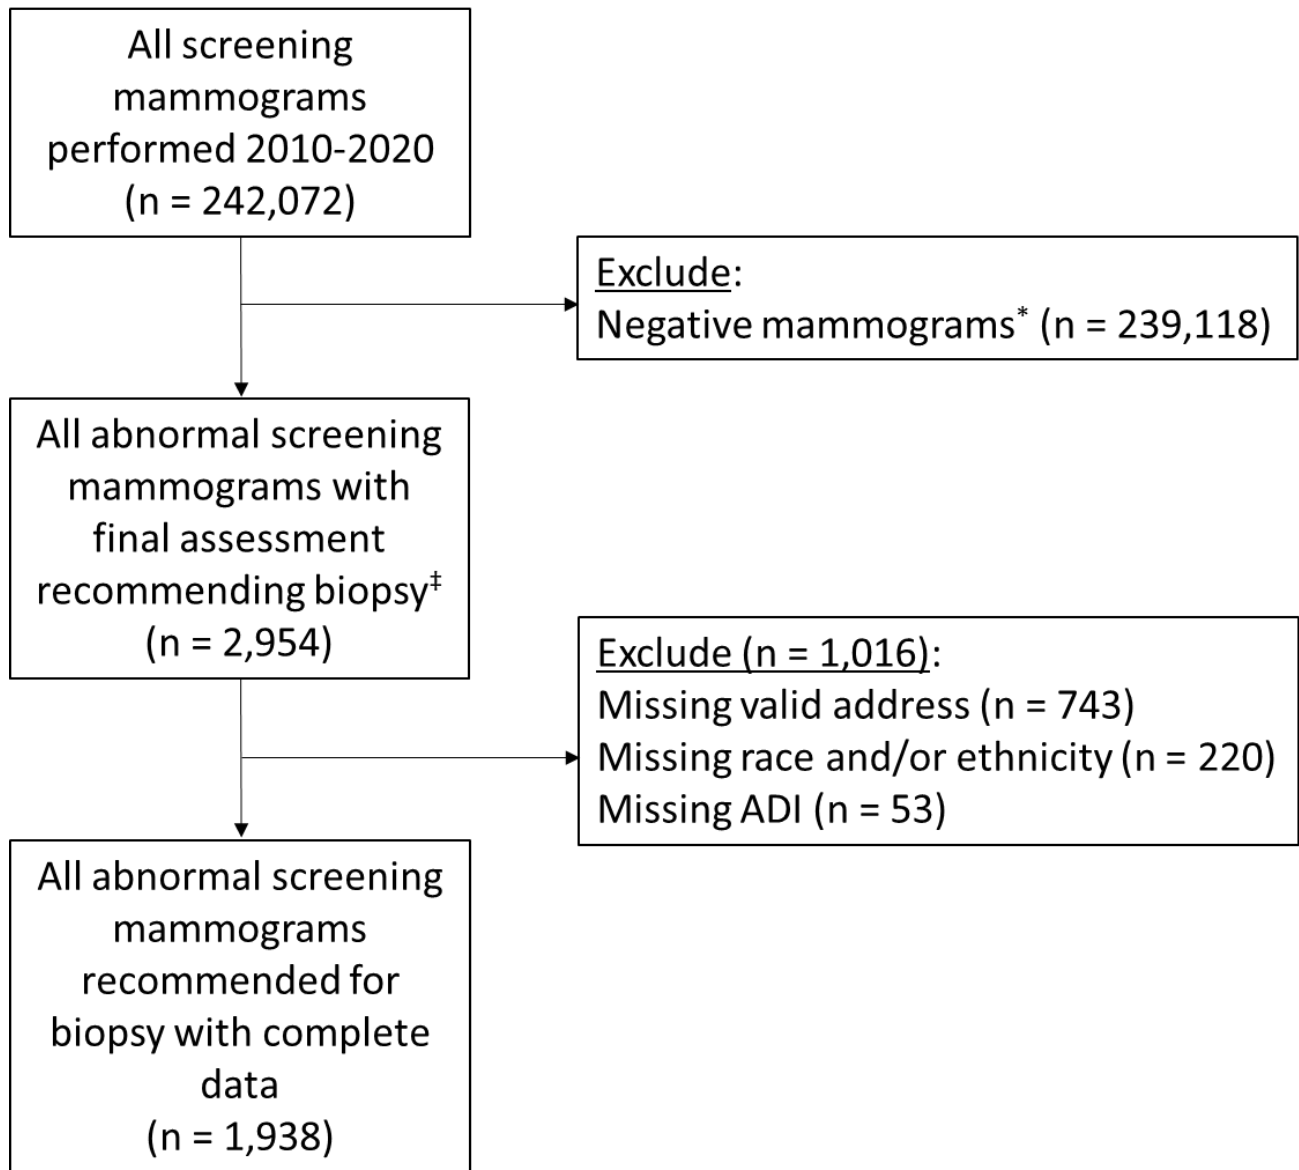 All screening
mammograms
performed 2010-2020
(n = 242,072)
Exclude:
Negative mammograms* (n = 239,118)
All abnormal screening
mammograms with
final assessment
recommending biopsy‡
(n = 2,954)
Exclude (n = 1,016):
Missing valid address (n = 743)
Missing race and/or ethnicity (n = 220)
Missing ADI (n = 53)
All abnormal screening
mammograms
recommended for
biopsy with complete
data
(n = 1,938)